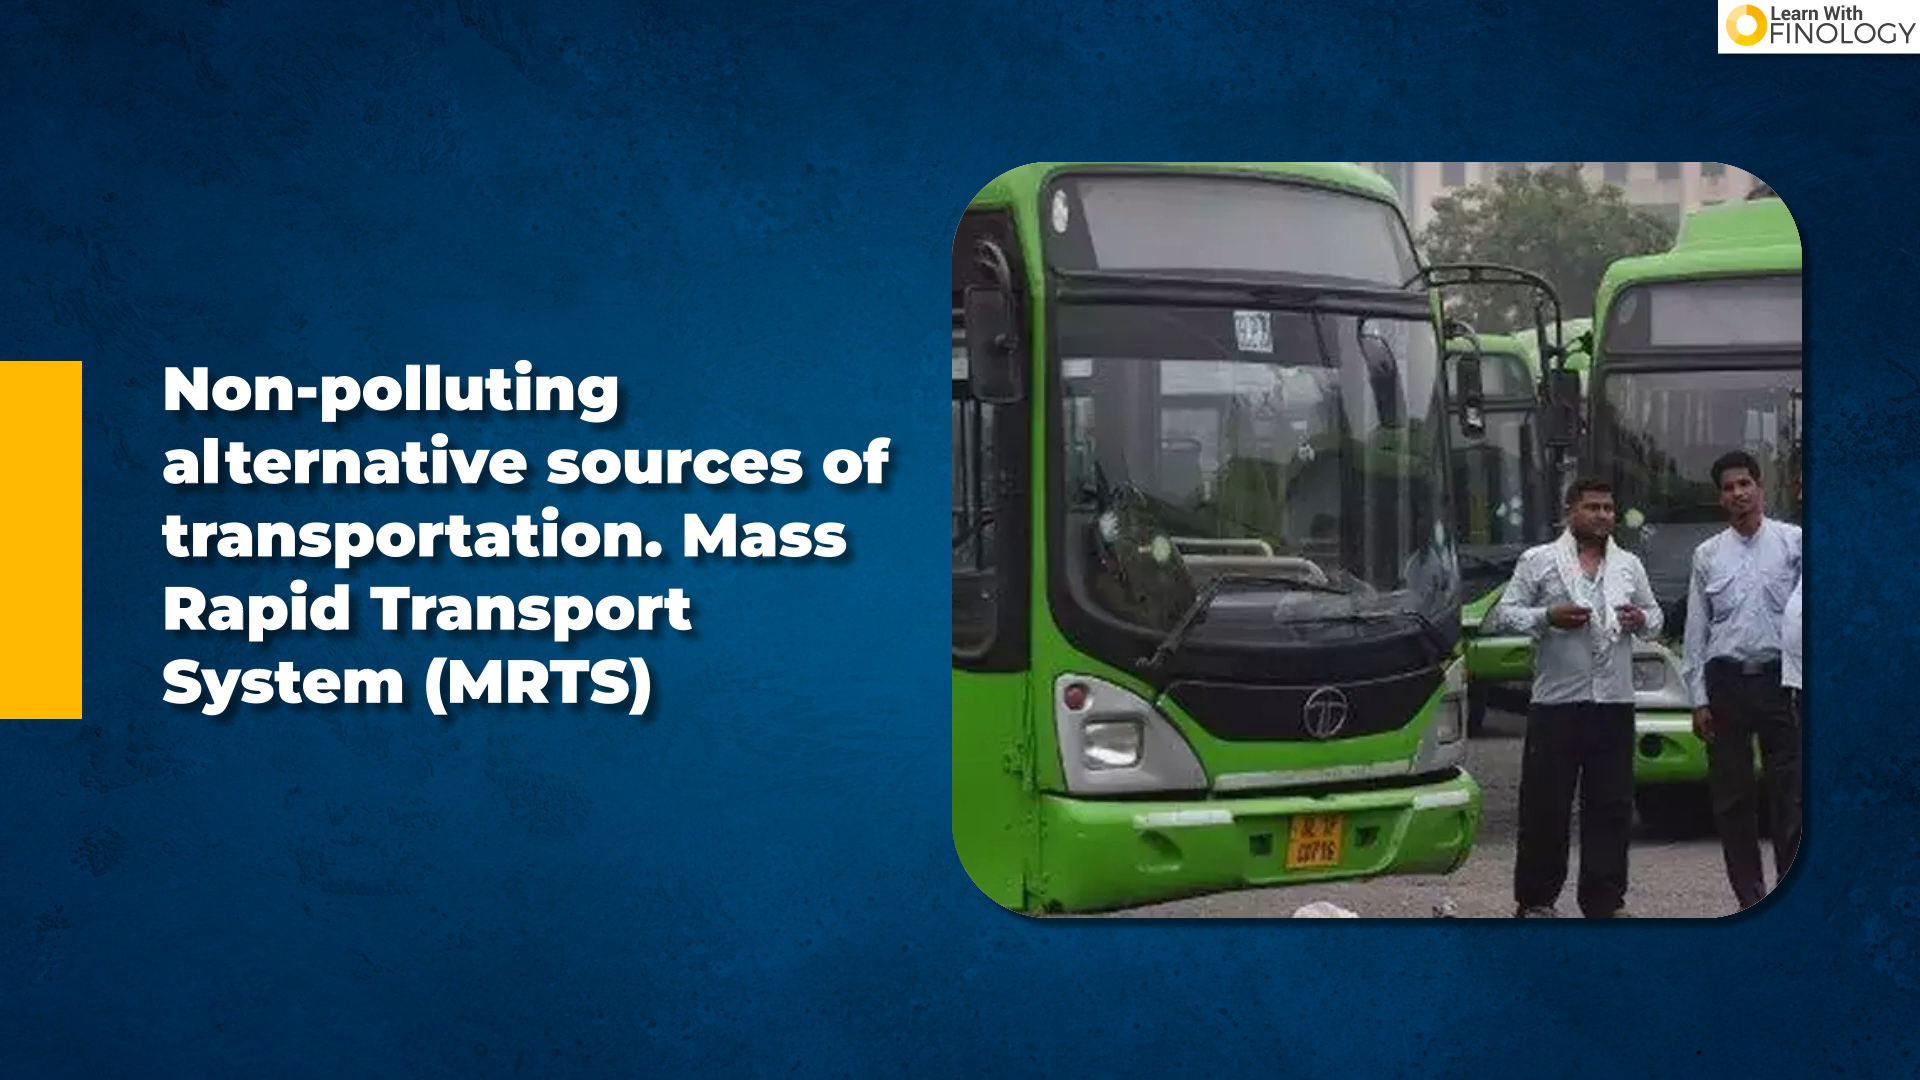 Learn With
FINOLOGY
Non-polluting
alternative sources of
transportation. Mass
Rapid Transport
System (MRTS)